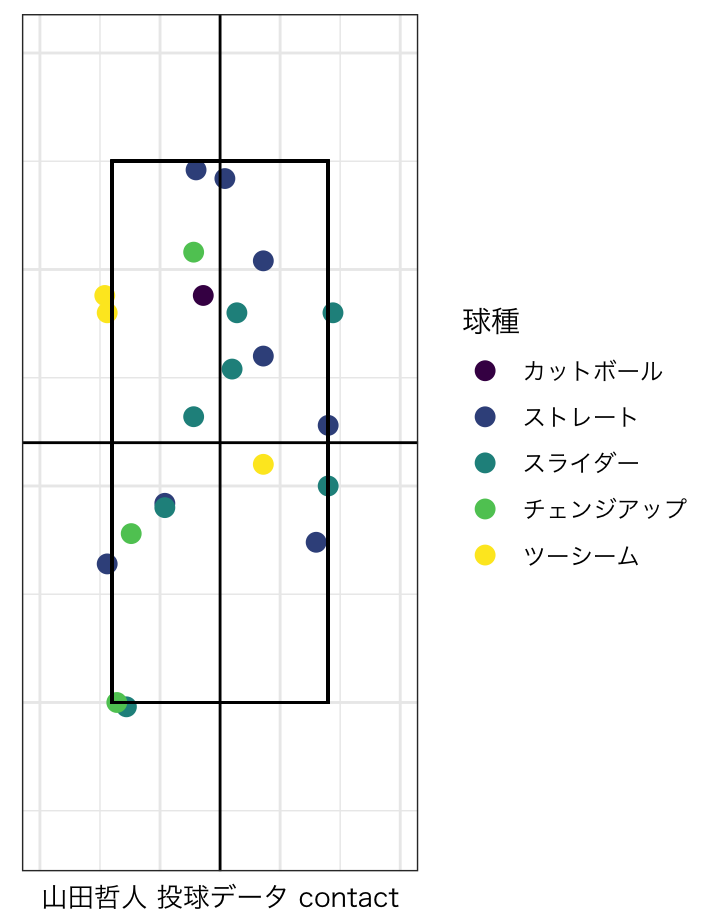 球種
カットボール
ストレート
スライダー
チェンジアップ
ツーシーム
山田哲人 投球データ contact